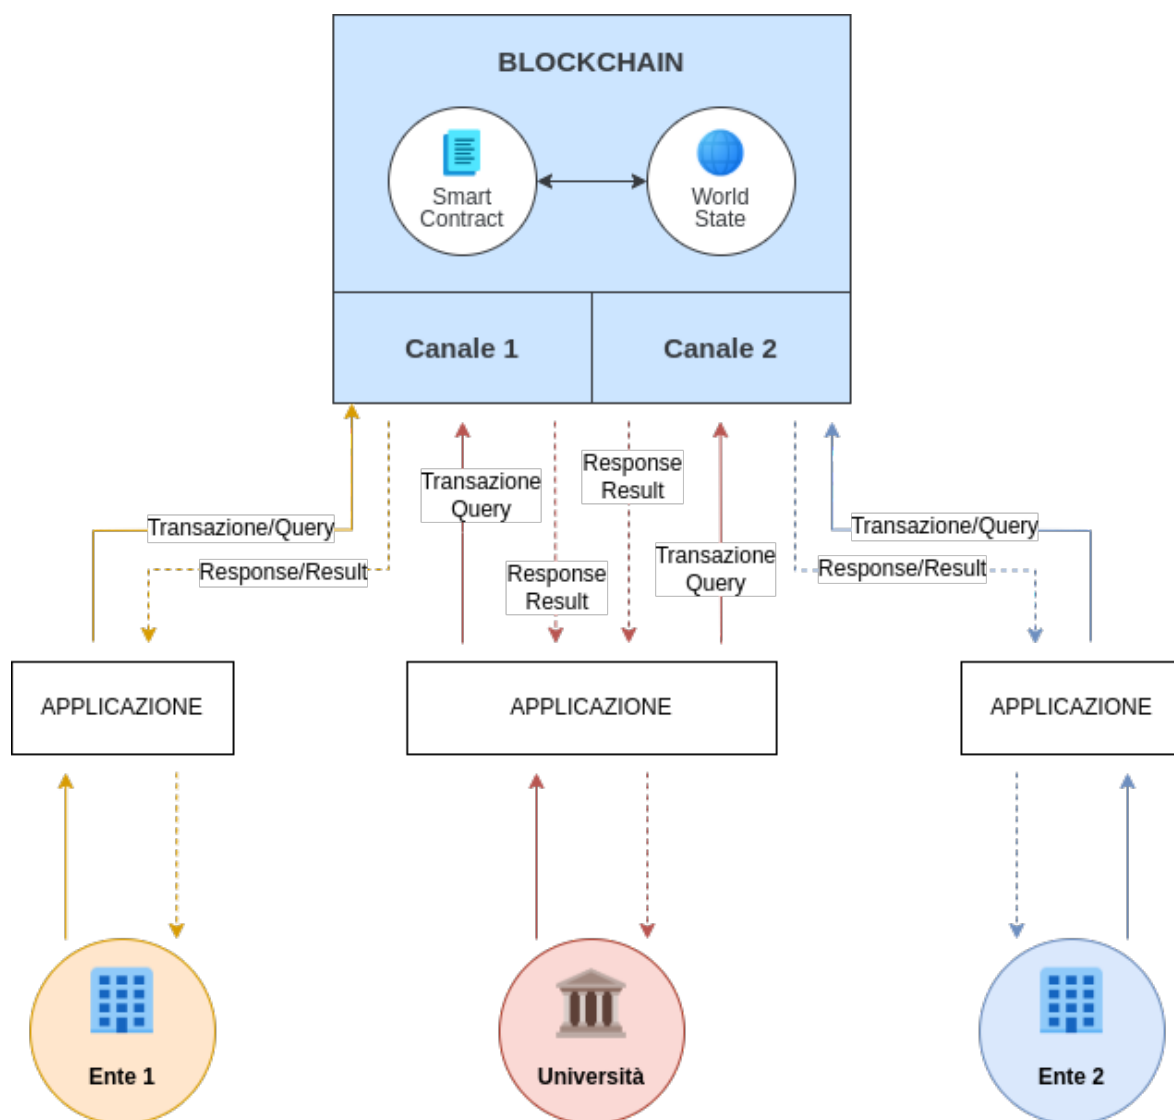 BLOCKCHAIN
Smart
Contract
World
State
Canale 1
Canale 2
Transazione/Query
Response/Result
Transazione
Query
Response
Result
Response
Result
Transazione
Query
Transazione/Query
Response/Result
APPLICAZIONE
APPLICAZIONE
APPLICAZIONE
Ente 1
Università
Ente 2